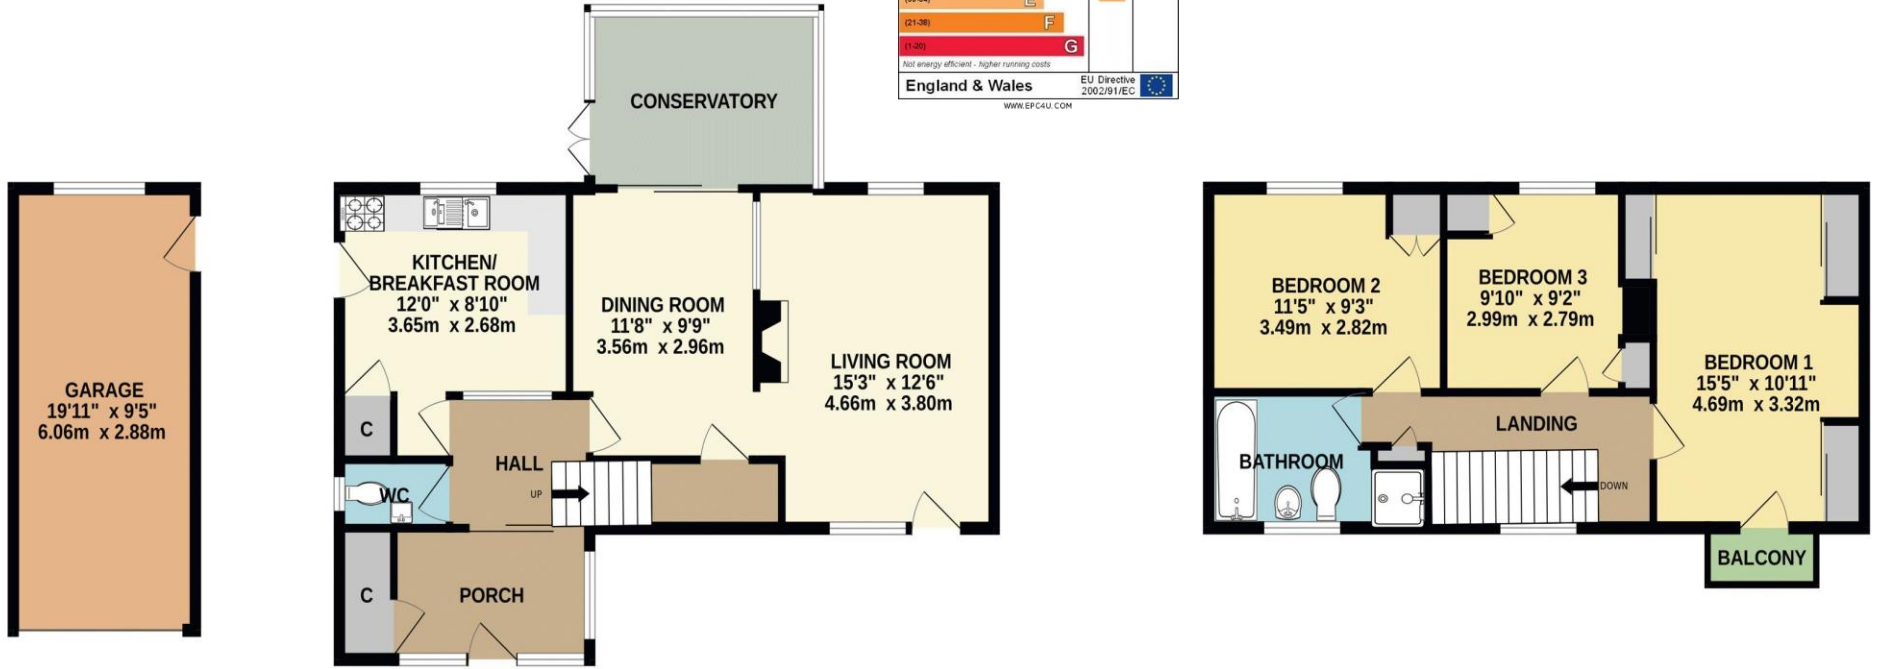 E
(21-38)
F
(1-20)
G
Not energy efficient - higher running costs
England & Wales
EU Directive
2002/91/EC
WWW.EPC4U.COM
GARAGE
19'11" x 9'5"
6.06m x 2.88m
CONSERVATORY
KITCHEN/
BREAKFAST ROOM
12'0" x 8'10"
3.65m x 2.68m
DINING ROOM
11'8" x 9'9"
3.56m x 2.96m
LIVING ROOM
15'3" x 12'6"
4.66m x 3.80m
C
HALL
UP
WC
C
PORCH
BEDROOM 2
11'5" x 9'3"
3.49m x 2.82m
BEDROOM 3
9'10" x 9'2"
2.99m x 2.79m
BEDROOM 1
15'5" x 10'11"
4.69m x 3.32m
LANDING
BATHROOM
DOWN
BALCONY